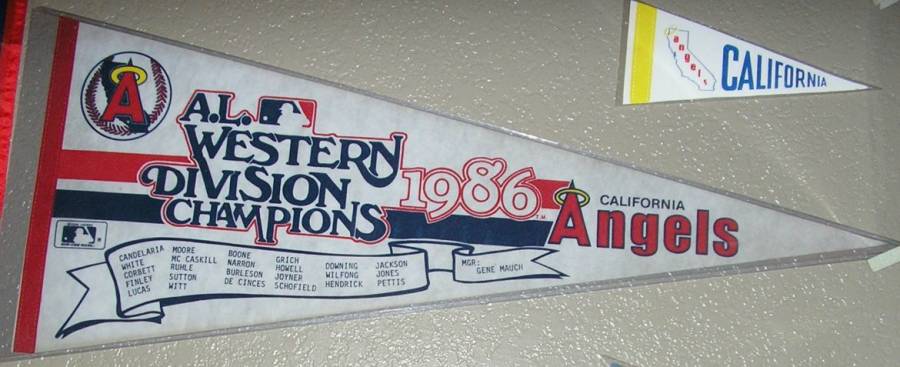 A
A.L.
WESTERN
DIVISION
CHAMPIONS
1986
T.M.
CALIFORNIA
Angels
CANDELARIA
WHITE
CORBETT
FINLEY
LUCAS
MOORE
MC CASKILL
RUHLE
SUTTON
WITT
BOONE
NARRON
BURLESON
DE CINCES
GRICH
HOWELL
JOYNER
SCHOFIELD
DOWNING
WILFONG
HENDRICK
JACKSON
JONES
PETTIS
MGR:
GENE MAUCH
angels
CALIFORNIA